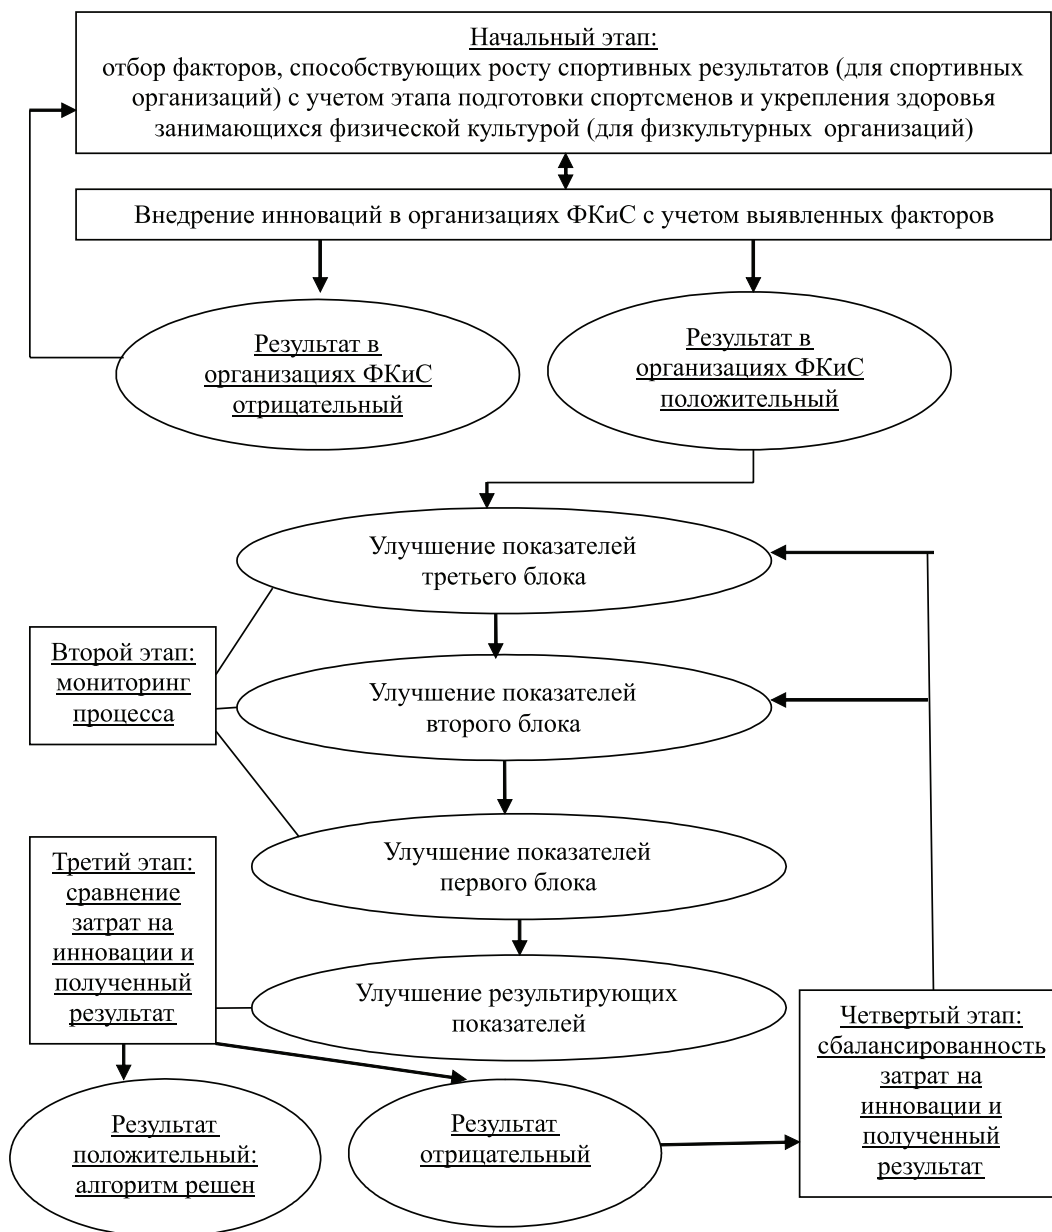 Начальный этап:
отбор факторов, способствующих росту спортивных результатов (для спортивных
организаций) с учетом этапа подготовки спортсменов и укрепления здоровья
занимающихся физической культурой (для физкультурных организаций)
Внедрение инноваций в организациях ФКиС с учетом выявленных факторов
Результат в
организациях ФКиС
отрицательный
Результат в
организациях ФКиС
положительный
Улучшение показателей
третьего блока
Второй этап:
мониторинг
процесса
Улучшение показателей
второго блока
Улучшение показателей
первого блока
Третий этап:
сравнение
затрат на
инновации и
полученный
результат
Улучшение результирующих
показателей
Четвертый этап:
сбалансированность
затрат на
инновации и
полученный
результат
Результат
положительный:
алгоритм решен
Результат
отрицательный